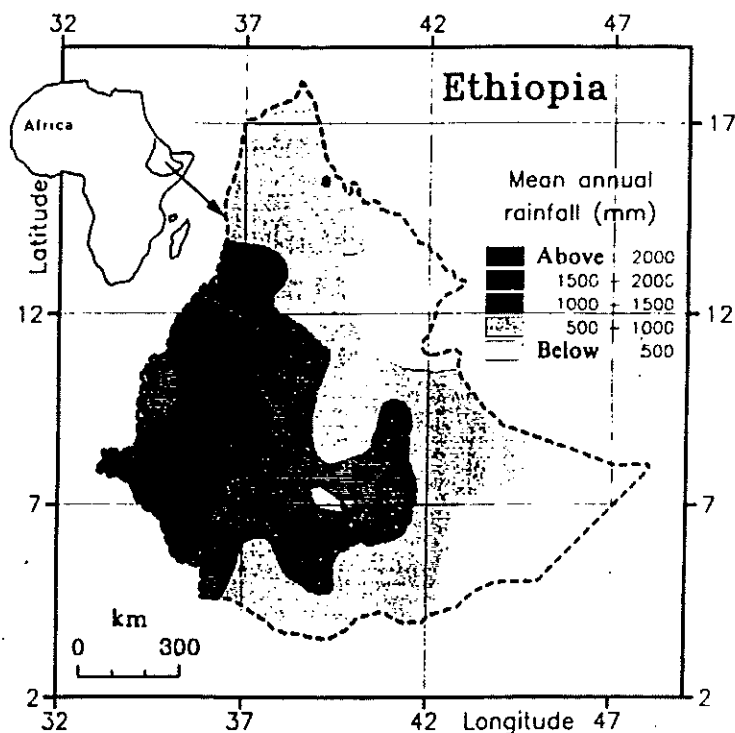 32 37 42 47
Ethiopia
Africa
17 17
Mean annual
rainfall (mm)
Latitude
Above 2000
1500 - 2000
1000 - 1500
500 - 1000
Below 500
12 12
7 7
km
0 300
2 2
32 37 42 Longitude 47